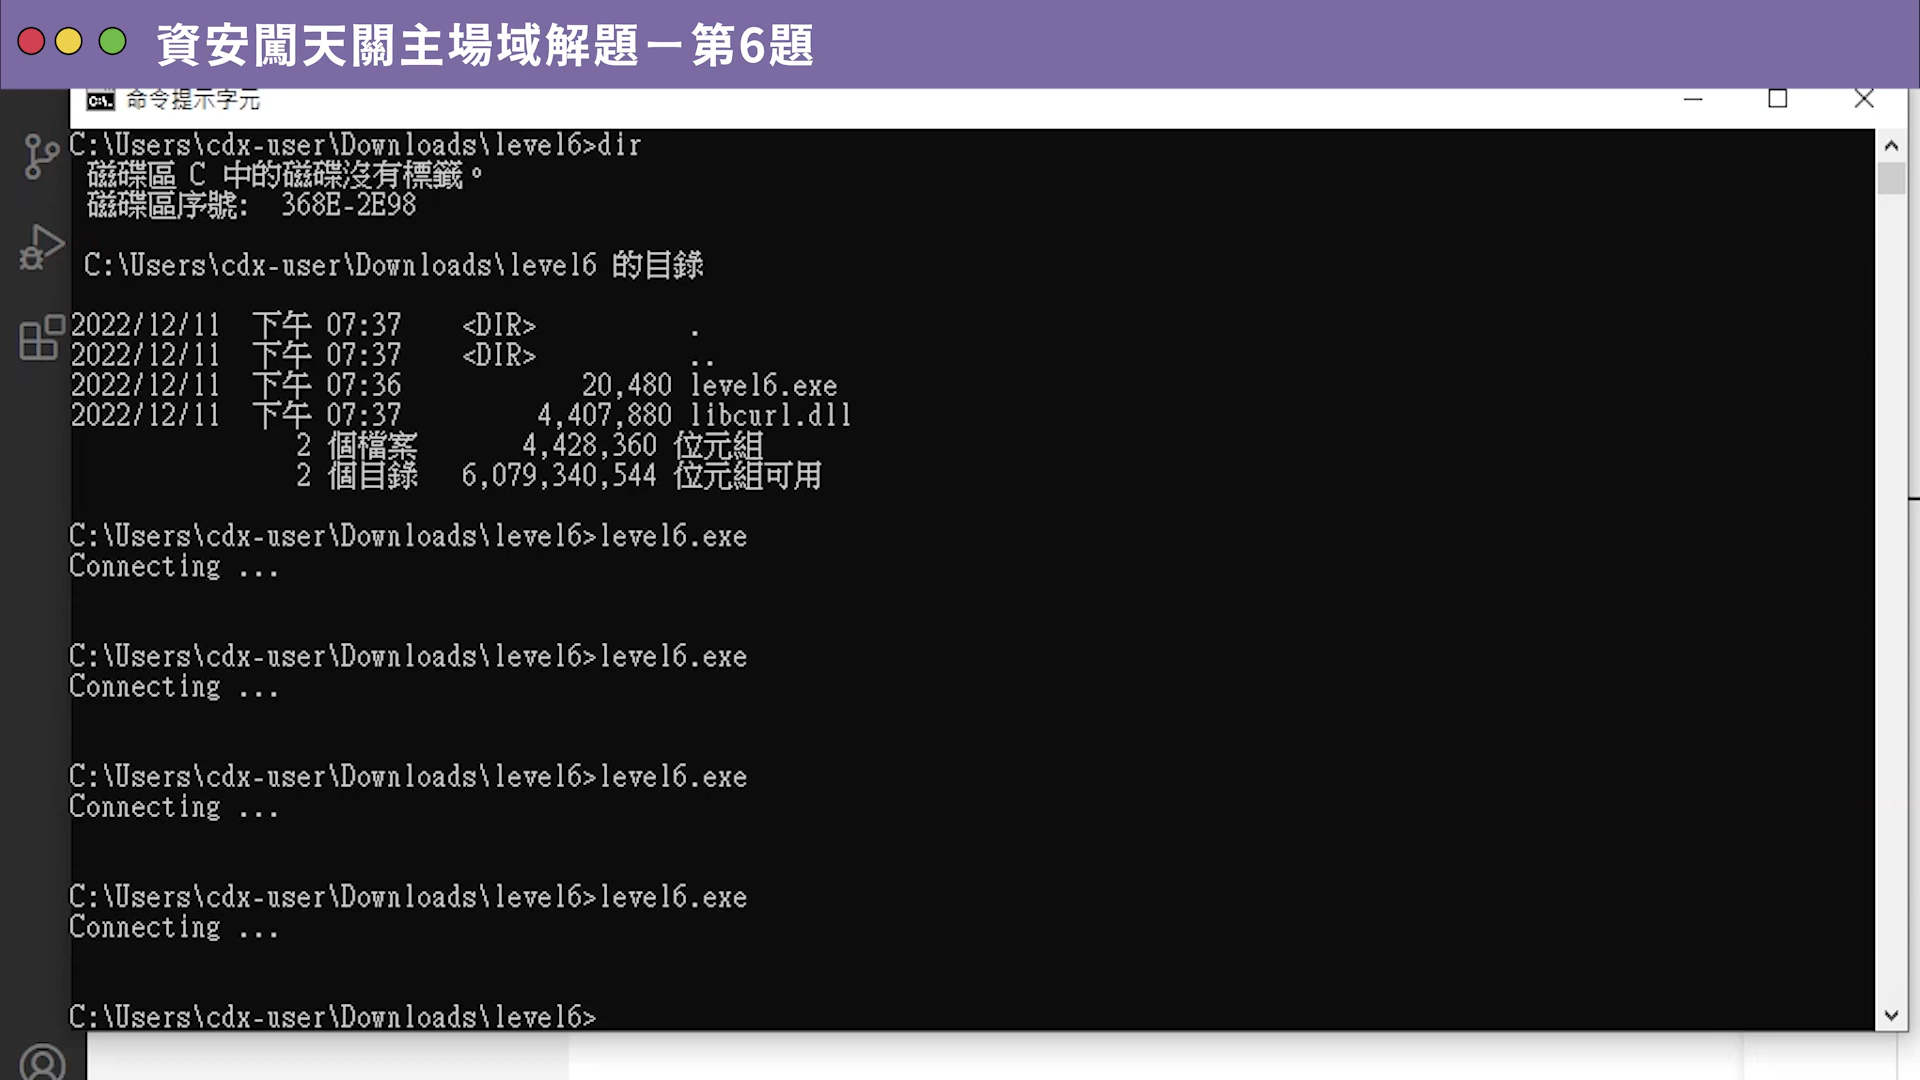 資安闖天關主場域解題－第6題
命令提示字元
C:\Users\cdx-user\Downloads\level6>dir
磁碟區 C 中的磁碟沒有標籤。
磁碟區序號:  368E-2E98
C:\Users\cdx-user\Downloads\level6 的目錄
2022/12/11  下午 07:37    <DIR>          .
2022/12/11  下午 07:37    <DIR>          ..
2022/12/11  下午 07:36            20,480 level6.exe
2022/12/11  下午 07:37         4,407,880 libcurl.dll
2 個檔案       4,428,360 位元組
2 個目錄   6,079,340,544 位元組可用
C:\Users\cdx-user\Downloads\level6>level6.exe
Connecting ...
C:\Users\cdx-user\Downloads\level6>level6.exe
Connecting ...
C:\Users\cdx-user\Downloads\level6>level6.exe
Connecting ...
C:\Users\cdx-user\Downloads\level6>level6.exe
Connecting ...
C:\Users\cdx-user\Downloads\level6>